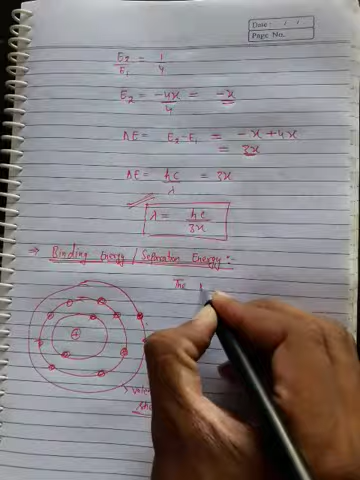 Date : / /
Page No.
E₂/E₁ = 1/4
E₂ = -4x/4 = -x
ΔE = E₂-E₁ = -x+4x
= 3x
ΔE = hc/λ = 3x
λ = hc/3x
⇒ Binding Energy / Separation Energy :-
The
+